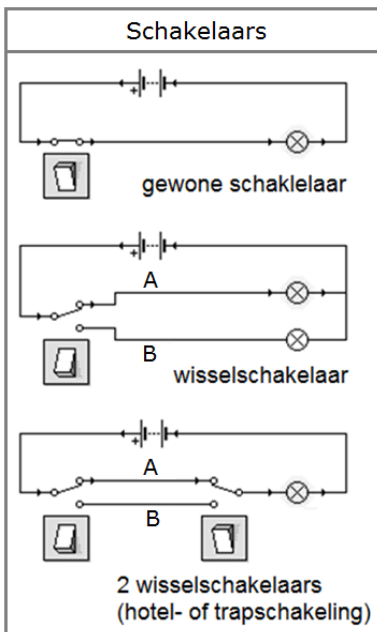 Schakelaars
+
gewone schaklelaar
+
A
B
wisselschakelaar
+
A
B
2 wisselschakelaars
(hotel- of trapschakeling)